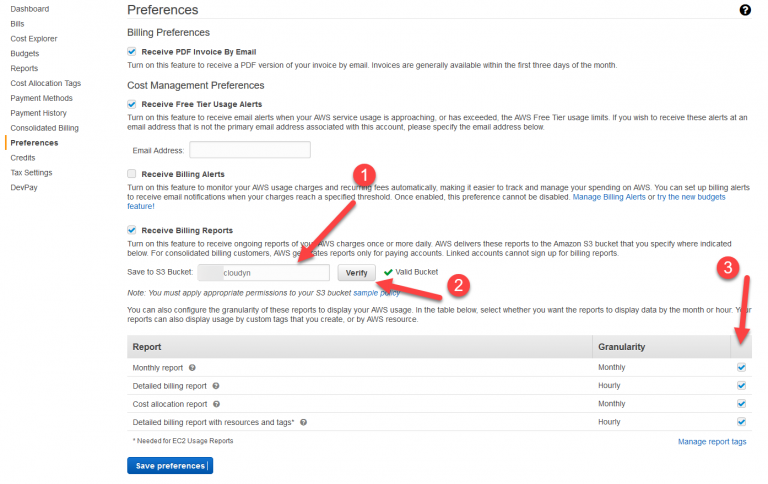 Dashboard
Bills
Cost Explorer
Budgets
Reports
Cost Allocation Tags
Payment Methods
Payment History
Consolidated Billing
Preferences
Credits
Tax Settings
DevPay
Preferences
?
Billing Preferences
Receive PDF Invoice By Email
Turn on this feature to receive a PDF version of your invoice by email. Invoices are generally available within the first three days of the month.
Cost Management Preferences
Receive Free Tier Usage Alerts
Turn on this feature to receive email alerts when your AWS service usage is approaching, or has exceeded, the AWS Free Tier usage limits. If you wish to receive these alerts at an
email address that is not the primary email address associated with this account, please specify the email address below.
Email Address:
1
Receive Billing Alerts
Turn on this feature to monitor your AWS usage charges and recurring fees automatically, making it easier to track and manage your spending on AWS. You can set up billing alerts
to receive email notifications when your charges reach a specified threshold. Once enabled, this preference cannot be disabled. Manage Billing Alerts or try the new budgets
feature!
Receive Billing Reports
Turn on this feature to receive ongoing reports of your AWS charges once or more daily. AWS delivers these reports to the Amazon S3 bucket that you specify where indicated
below. For consolidated billing customers, AWS generates reports only for paying accounts. Linked accounts cannot sign up for billing reports.
3
Save to S3 Bucket: cloudyn Verify Valid Bucket
2
Note: You must apply appropriate permissions to your S3 bucket sample policy
You can also configure the granularity of these reports to display your AWS usage. In the table below, select whether you want the reports to display data by the month or hour. Your
reports can also display usage by custom tags that you create, or by AWS resource.
Report Granularity
Monthly report ? Monthly
Detailed billing report ? Hourly
Cost allocation report ? Monthly
Detailed billing report with resources and tags* ? Hourly
* Needed for EC2 Usage Reports Manage report tags
Save preferences